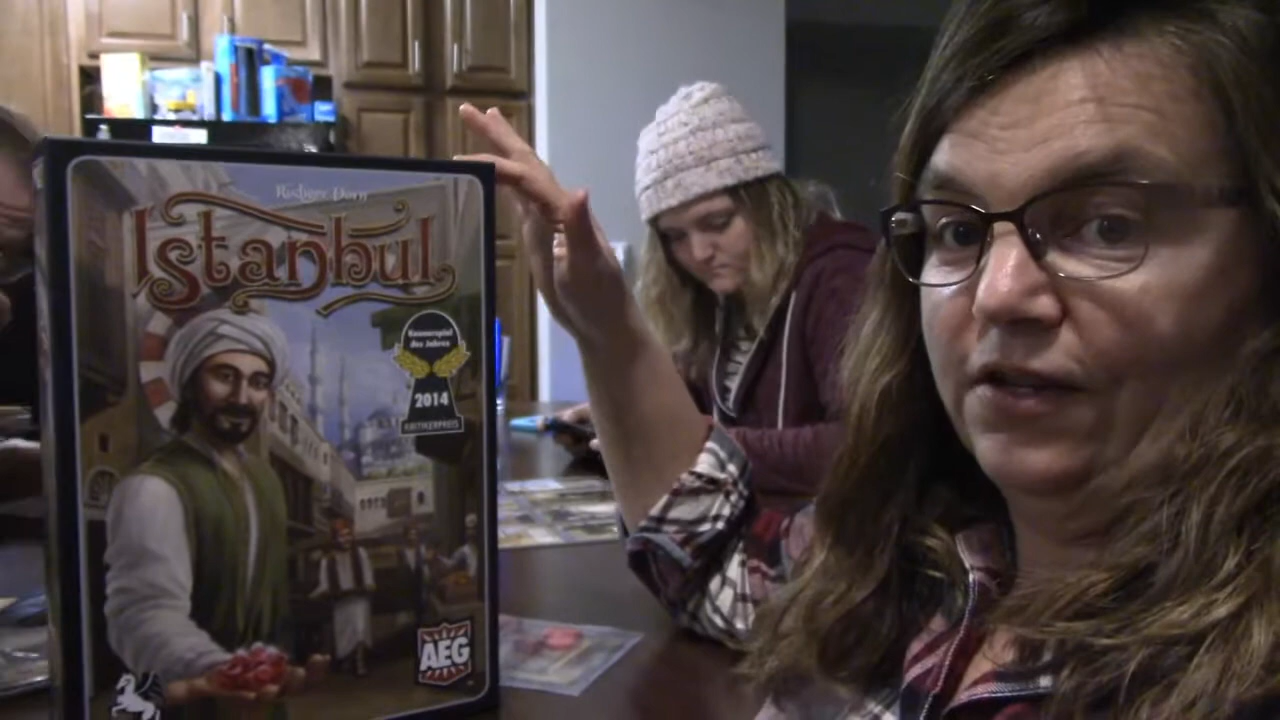 Rüdiger Dorn
Istanbul
Kennerspiel
des Jahres
2014
KRITIKERPREIS
AEG